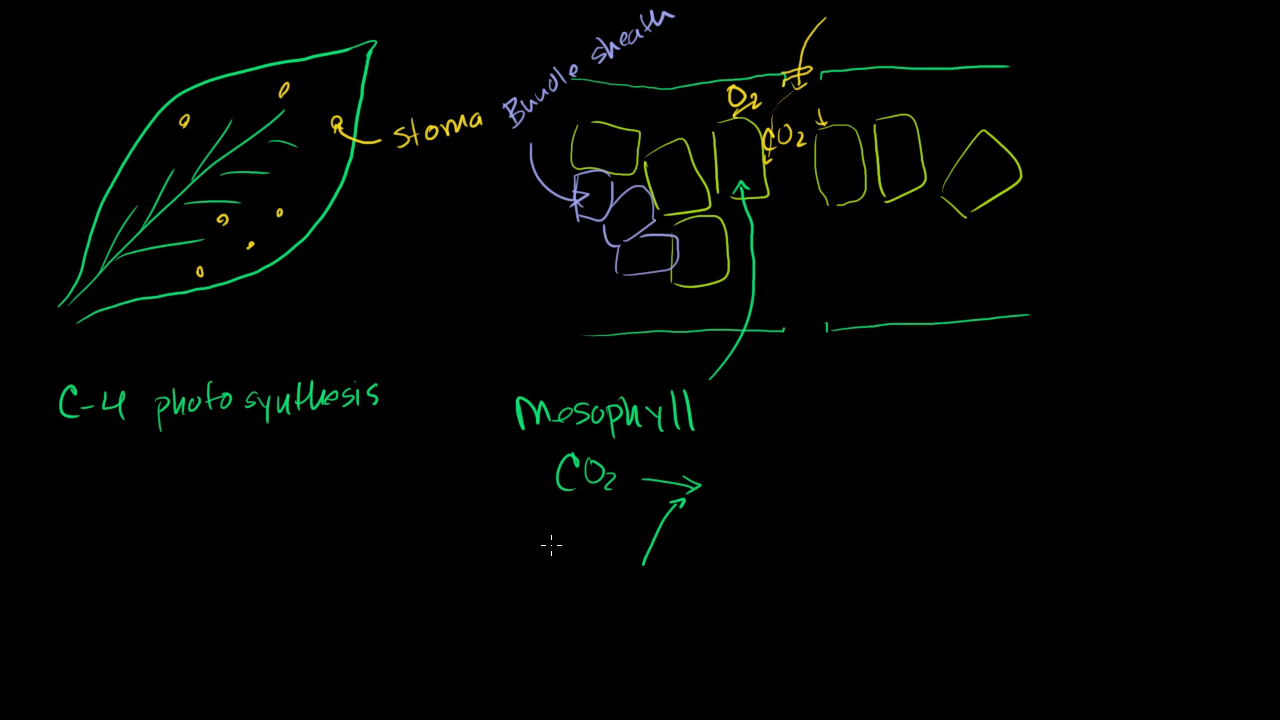 stoma
Bundle sheath
O2
CO2
C-4 photosynthesis
Mesophyll
CO2